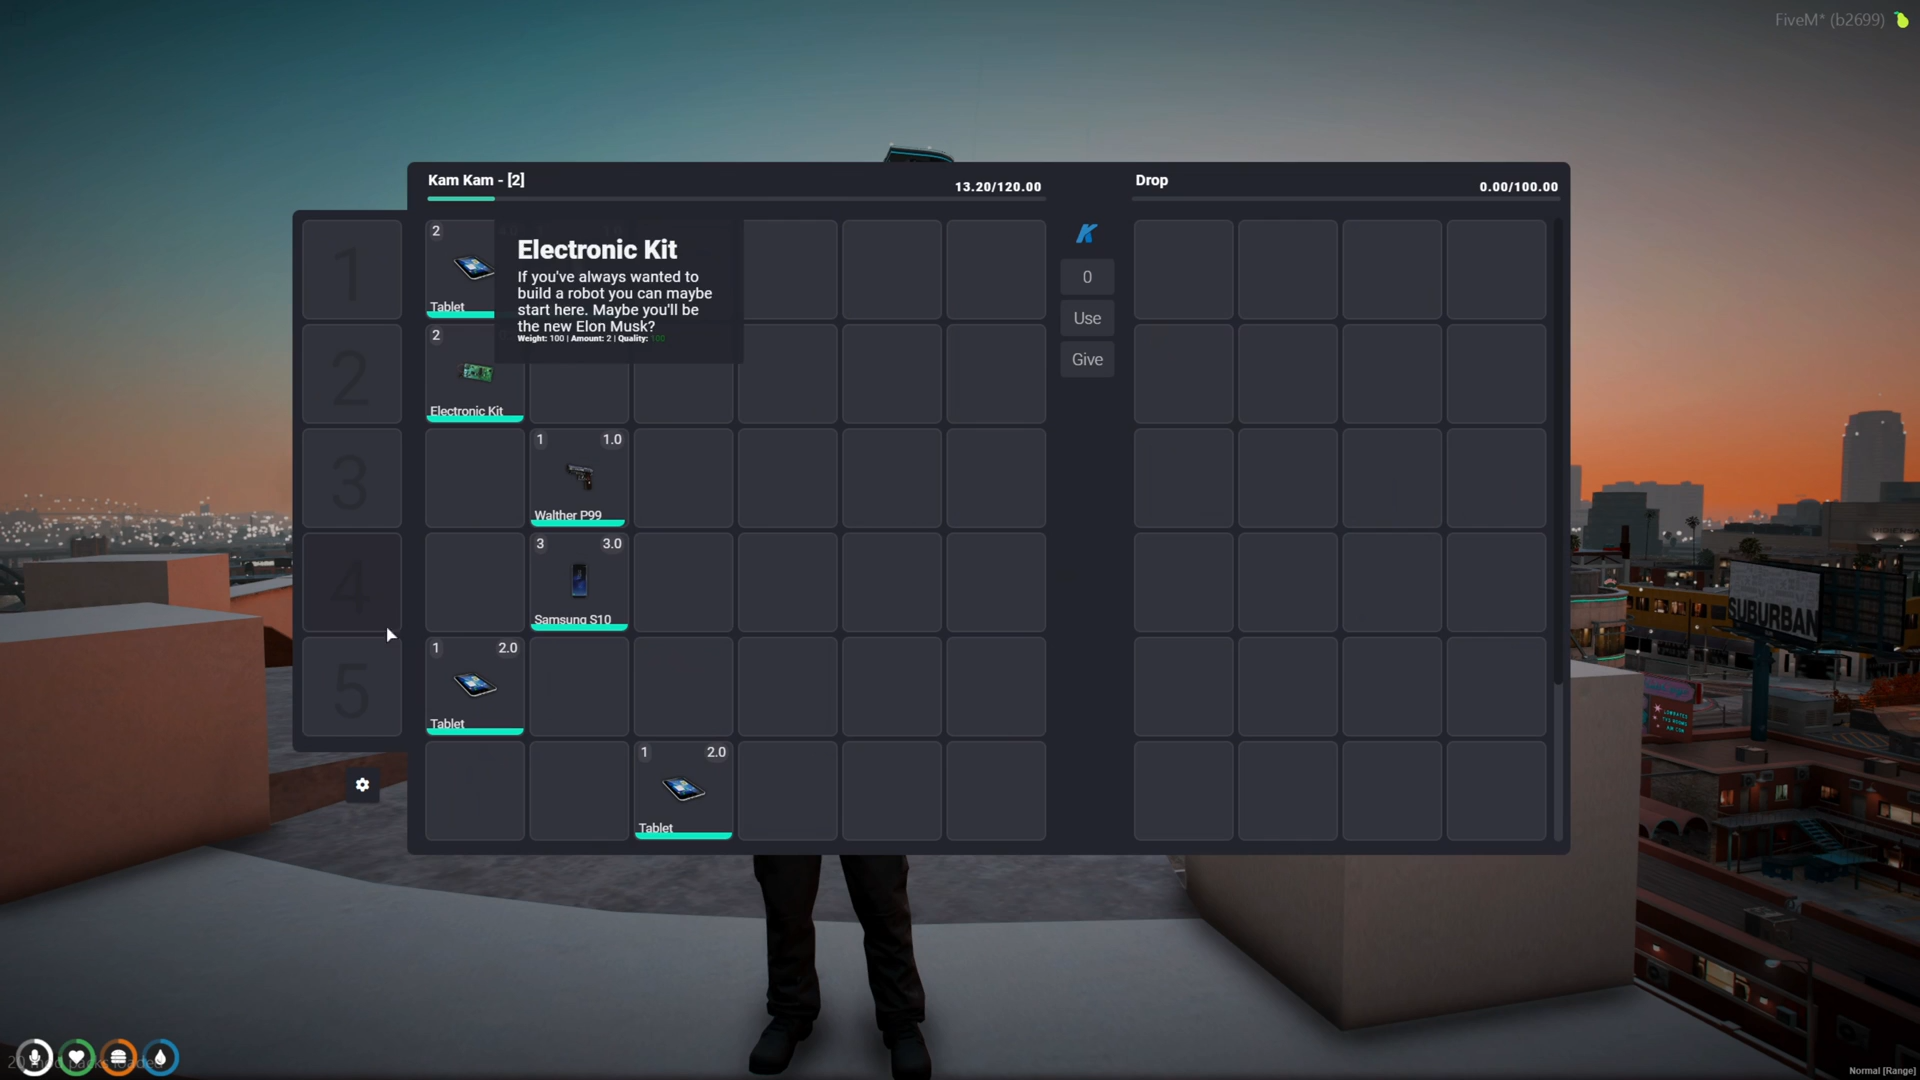 FiveM* (b2699)
Kam Kam - [2]
13.20/120.00
Drop
0.00/100.00
1
2
3
4
5
2
Tablet
Electronic Kit
If you've always wanted to
build a robot you can maybe
start here. Maybe you'll be
the new Elon Musk?
Weight: 100 | Amount: 2 | Quality: 100
2
Electronic Kit
1 1.0
Walther P99
3 3.0
Samsung S10
1 2.0
Tablet
1 2.0
Tablet
0
Use
Give
SUBURBAN
Normal [Range]